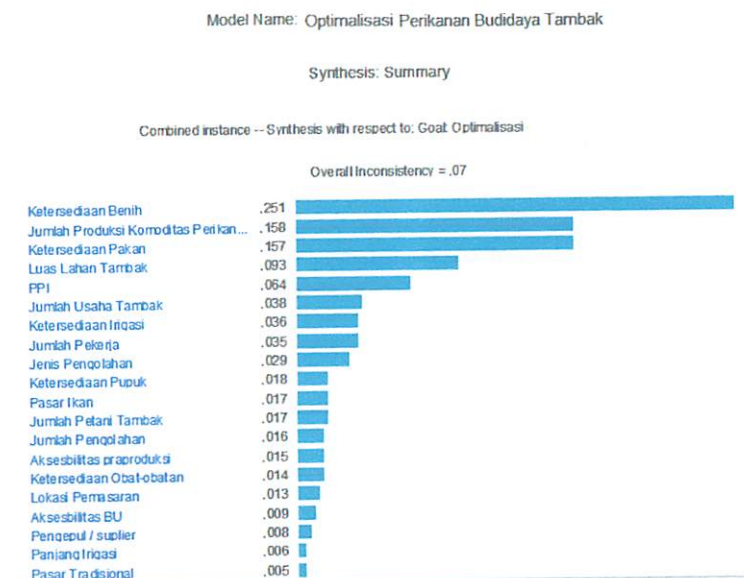 Model Name: Optimalisasi Perikanan Budidaya Tambak
Synthesis: Summary
Combined instance -- Synthesis with respect to: Goal: Optimalisasi
Overall Inconsistency = .07
Ketersediaan Benih .251
Jumlah Produksi Komoditas Perikan... .158
Ketersediaan Pakan .157
Luas Lahan Tambak .093
PPI .064
Jumlah Usaha Tambak .038
Ketersediaan Irigasi .036
Jumlah Pekerja .035
Jenis Pengolahan .029
Ketersediaan Pupuk .018
Pasar Ikan .017
Jumlah Petani Tambak .017
Jumlah Pengolahan .016
Aksesbilitas praproduksi .015
Ketersediaan Obat-obatan .014
Lokasi Pemasaran .013
Aksesbilitas BU .009
Pengepul / suplier .008
Panjang Irigasi .006
Pasar Tradisional .005